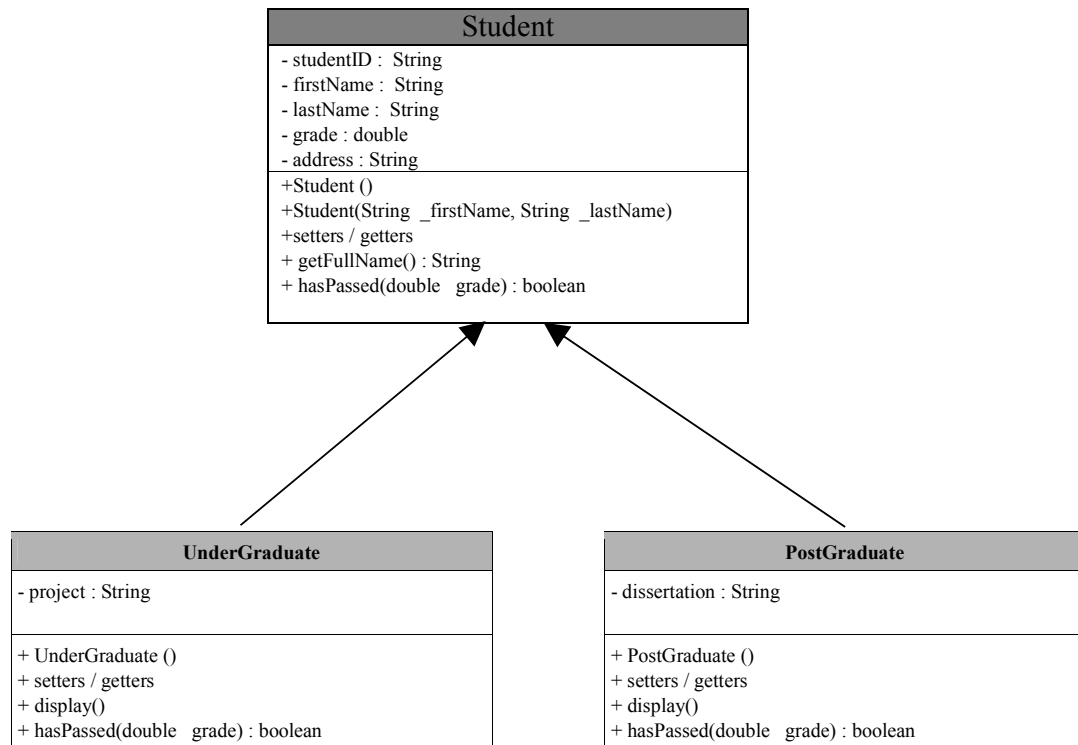 Student
- studentID : String
- firstName : String
- lastName : String
- grade : double
- address : String
+Student ()
+Student(String _firstName, String _lastName)
+setters / getters
+ getFullName() : String
+ hasPassed(double grade) : boolean
UnderGraduate
- project : String
+ UnderGraduate ()
+ setters / getters
+ display()
+ hasPassed(double grade) : boolean
PostGraduate
- dissertation : String
+ PostGraduate ()
+ setters / getters
+ display()
+ hasPassed(double grade) : boolean